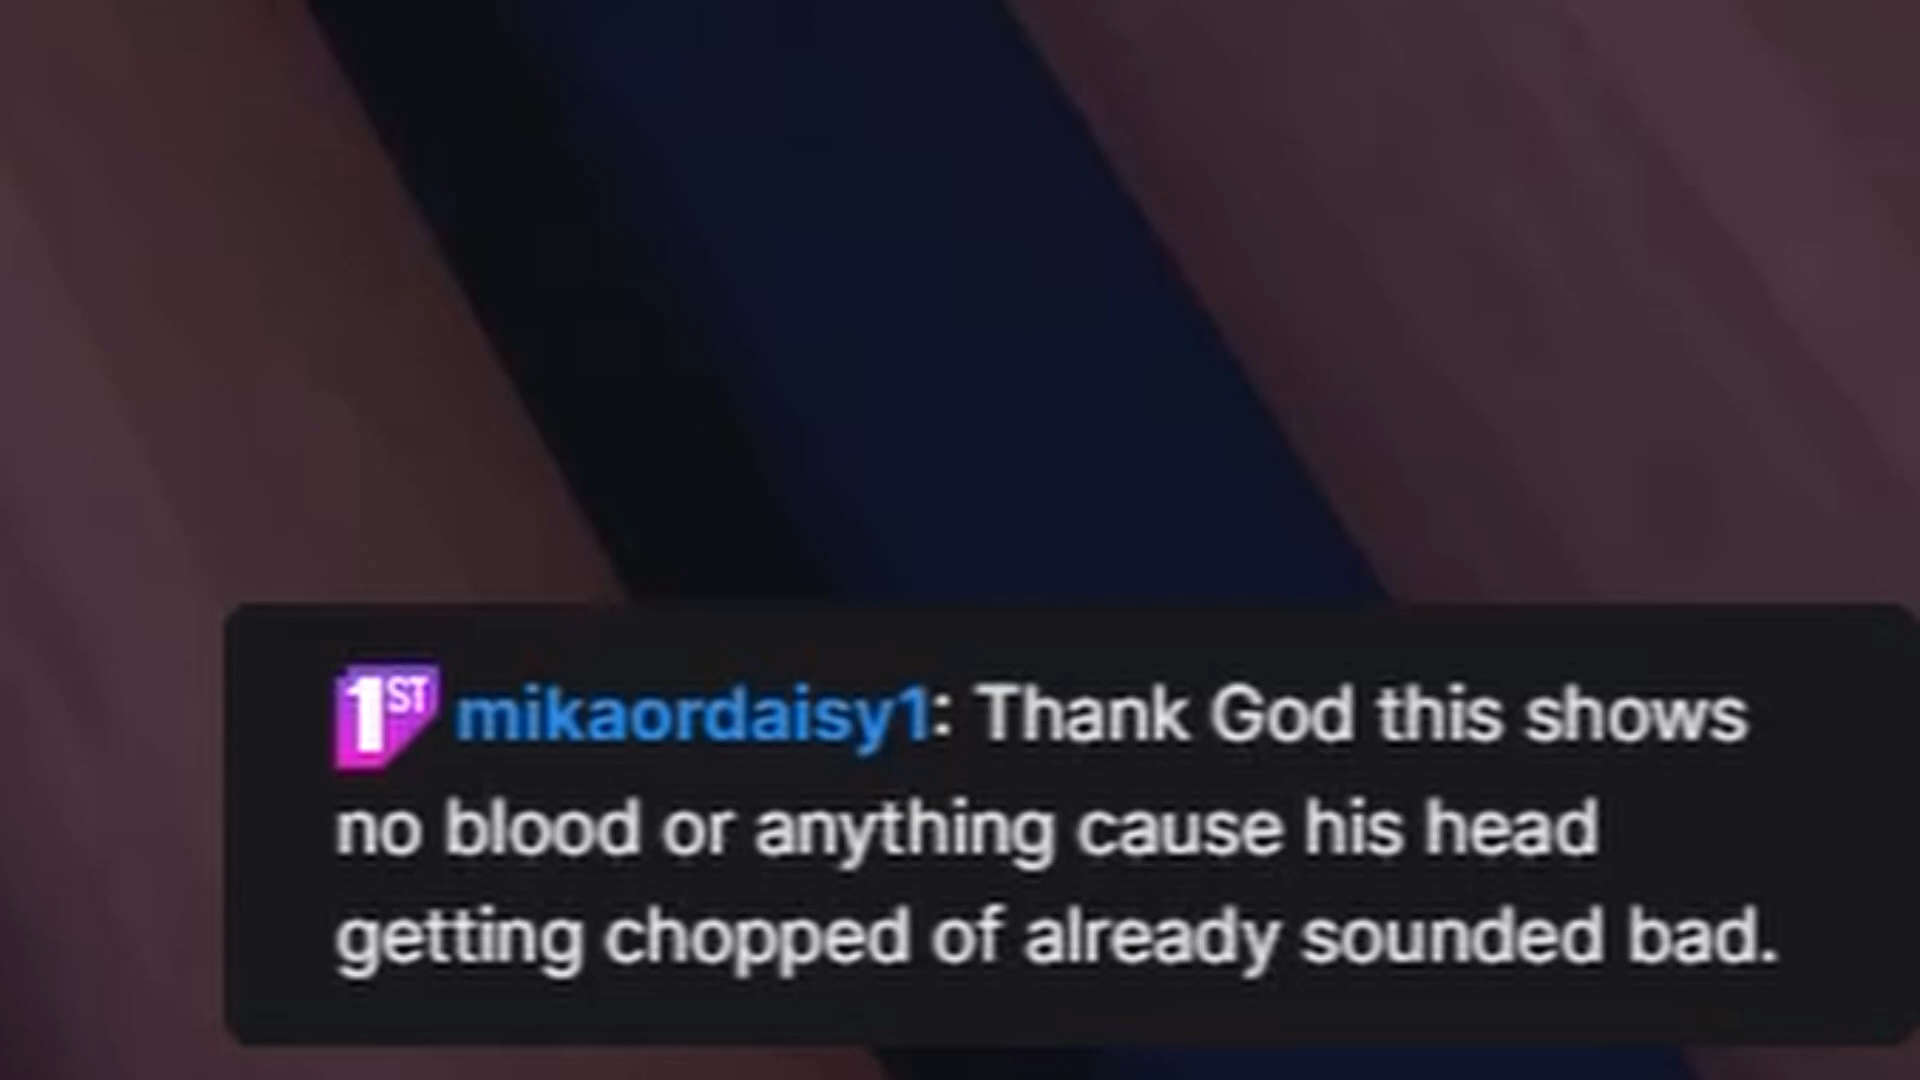 1ST mikaordaisy1: Thank God this shows
no blood or anything cause his head
getting chopped of already sounded bad.